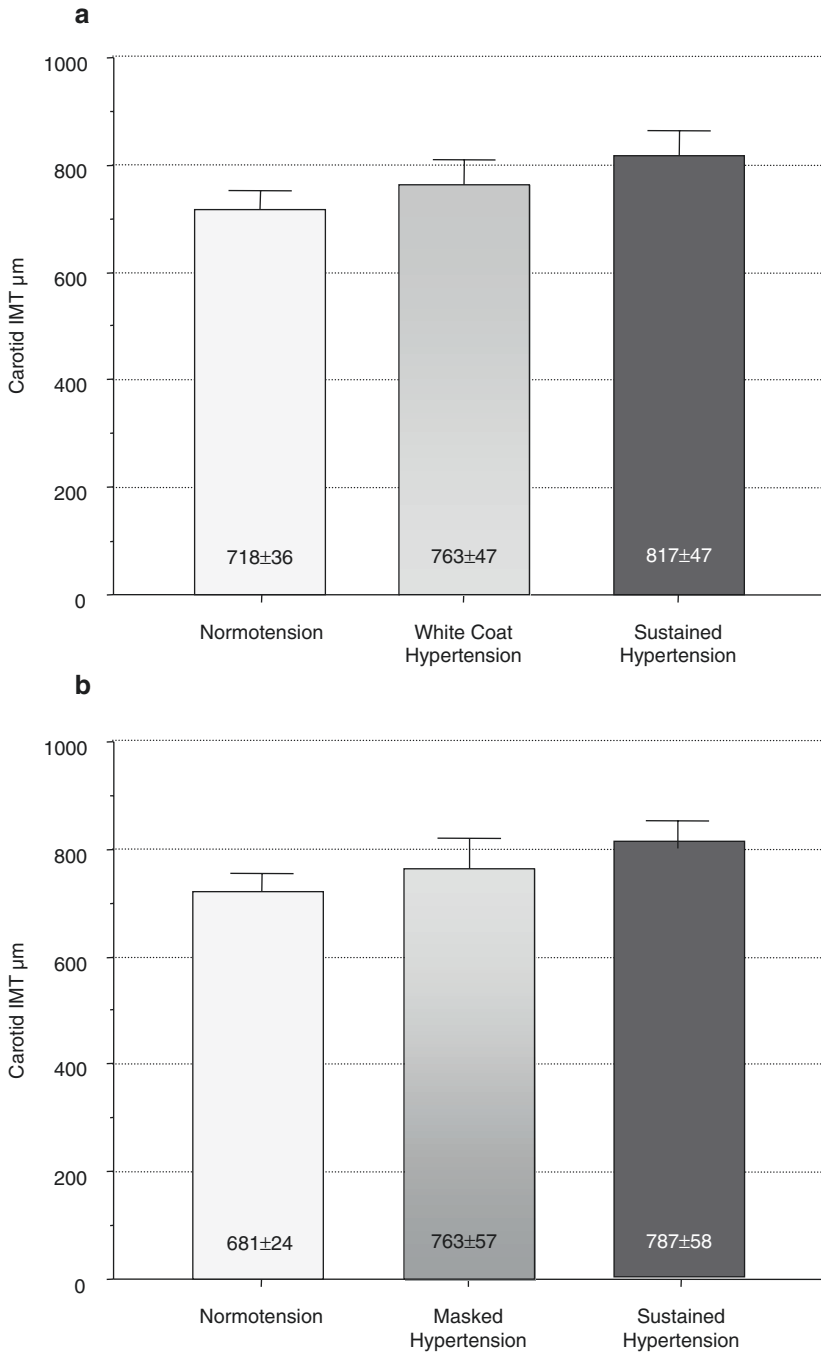 a
1000
800
600
400
200
0
Carotid IMT µm
718±36
763±47
817±47
Normotension
White Coat
Hypertension
Sustained
Hypertension
b
1000
800
600
400
200
0
Carotid IMT µm
681±24
763±57
787±58
Normotension
Masked
Hypertension
Sustained
Hypertension